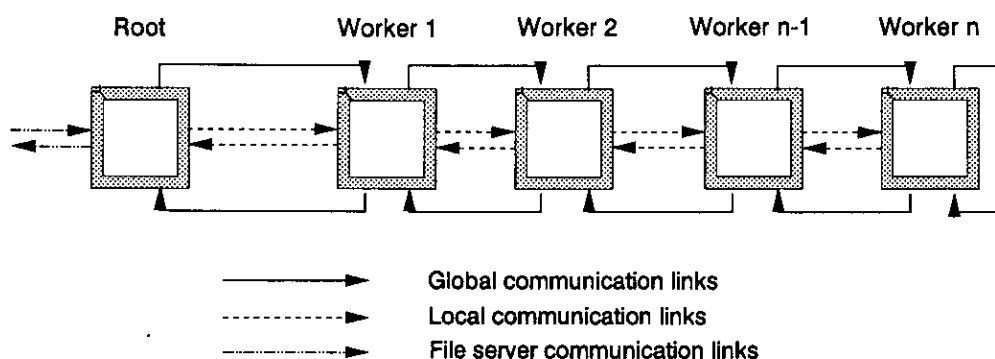 Root Worker 1 Worker 2 Worker n-1 Worker n
Global communication links
Local communication links
File server communication links